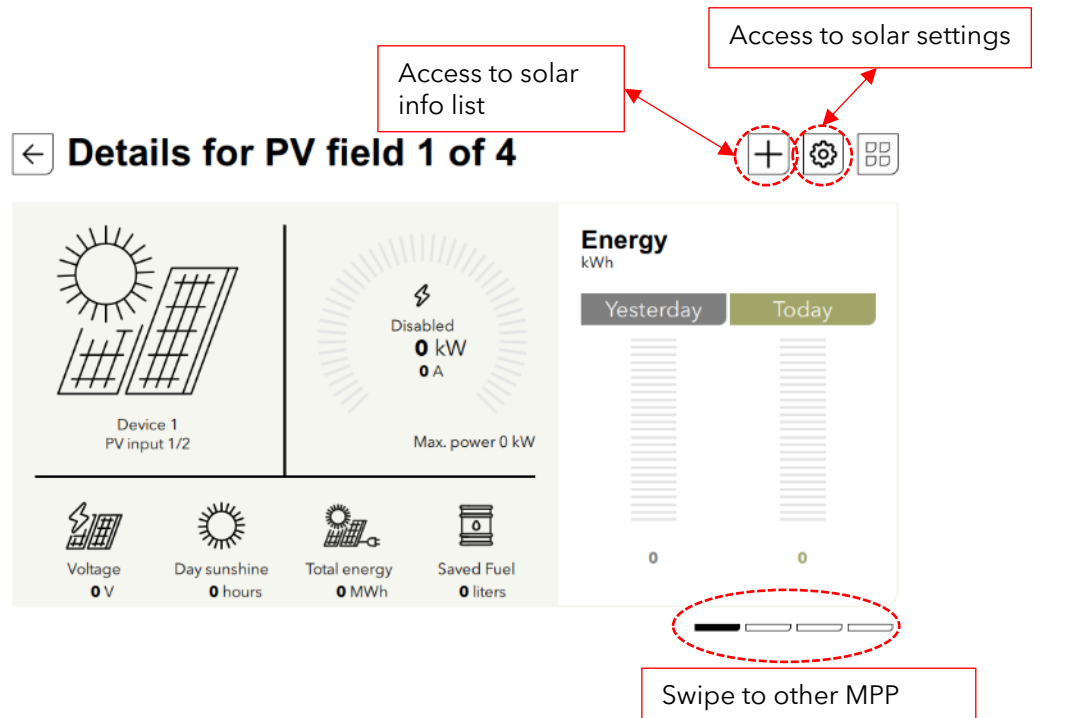 Access to solar settings
Access to solar
info list
Details for PV field 1 of 4
Disabled
0 kW
0 A
Max. power 0 kW
Device 1
PV input 1/2
Voltage
0 V
Day sunshine
0 hours
Total energy
0 MWh
Saved Fuel
0 liters
Energy
kWh
Yesterday
Today
0
0
Swipe to other MPP